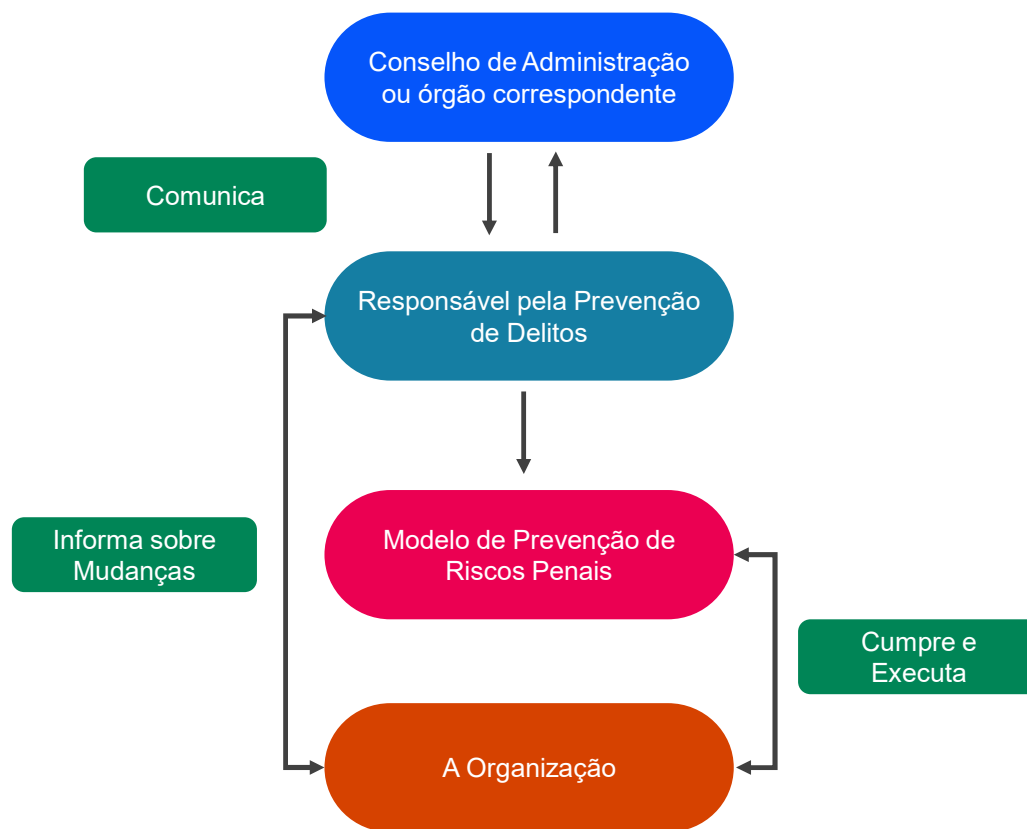 Conselho de Administração
ou órgão correspondente
Comunica
Responsável pela Prevenção
de Delitos
Informa sobre
Mudanças
Modelo de Prevenção de
Riscos Penais
Cumpre e
Executa
A Organização